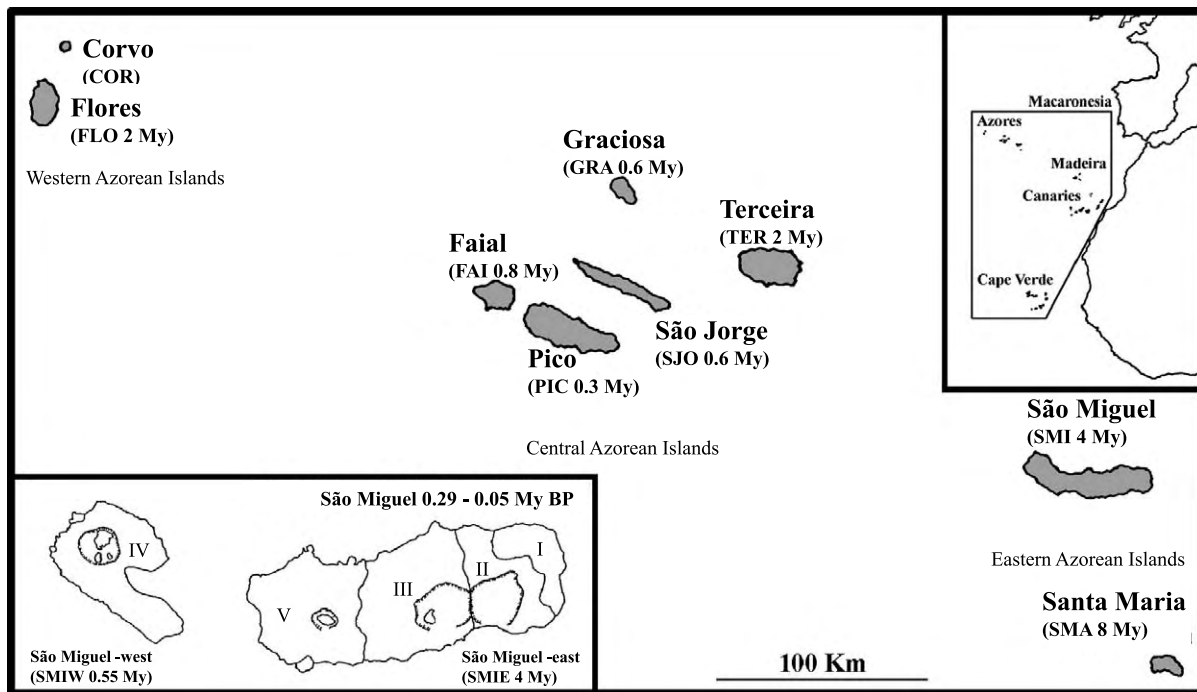 Corvo
(COR)
Flores
(FLO 2 My)
Western Azorean Islands
Graciosa
(GRA 0.6 My)
Terceira
(TER 2 My)
Faial
(FAI 0.8 My)
São Jorge
(SJO 0.6 My)
Pico
(PIC 0.3 My)
Central Azorean Islands
Macaronesia
Azores
Madeira
Canaries
Cape Verde
São Miguel
(SMI 4 My)
Eastern Azorean Islands
Santa Maria
(SMA 8 My)
100 Km
São Miguel 0.29 - 0.05 My BP
IV
I
II
III
V
São Miguel -west
(SMIW 0.55 My)
São Miguel -east
(SMIE 4 My)